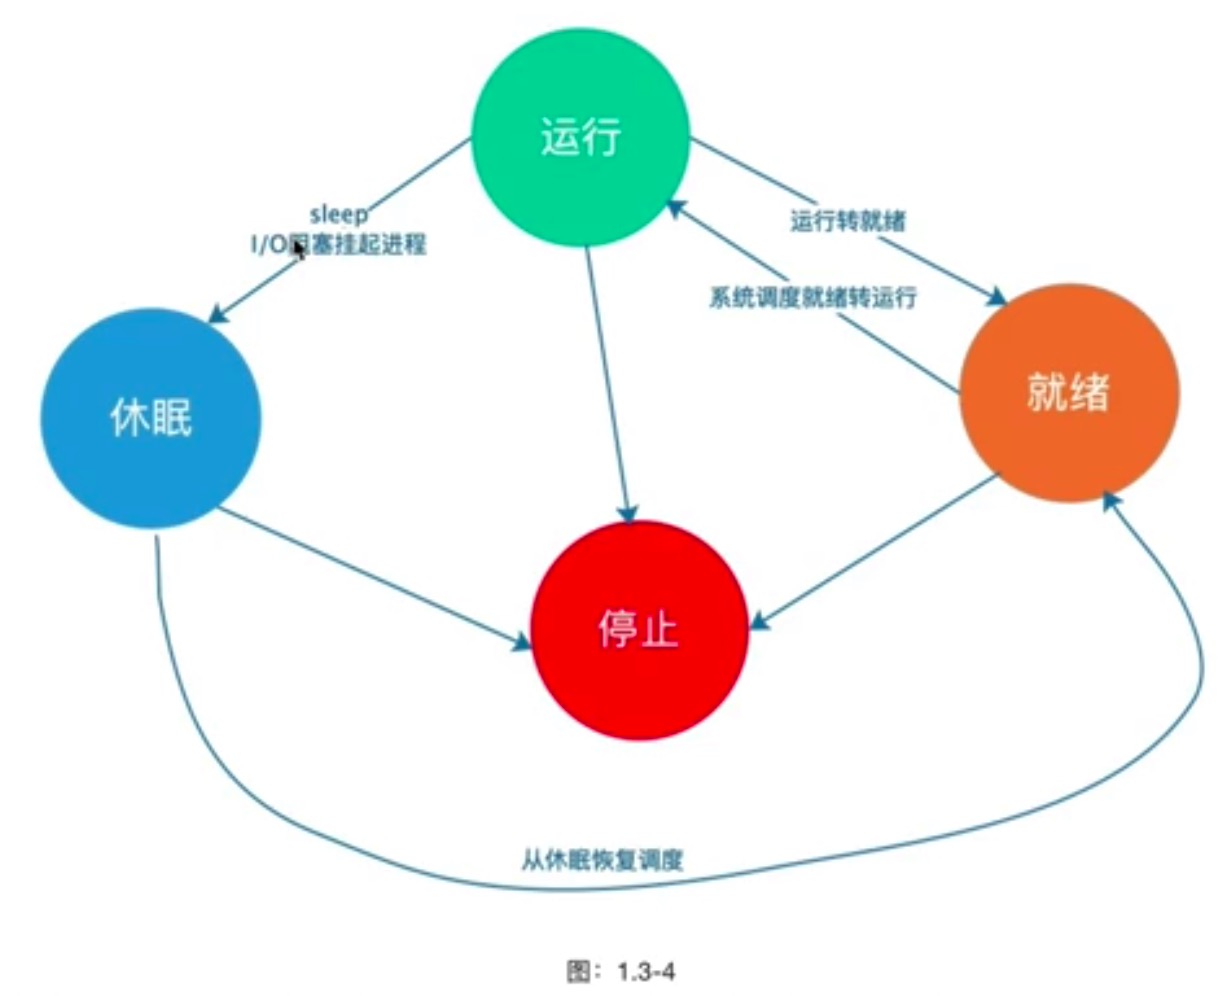 运行
sleep
I/O阻塞挂起进程
运行转就绪
系统调度就绪转运行
休眠
就绪
停止
从休眠恢复调度
图：1.3-4